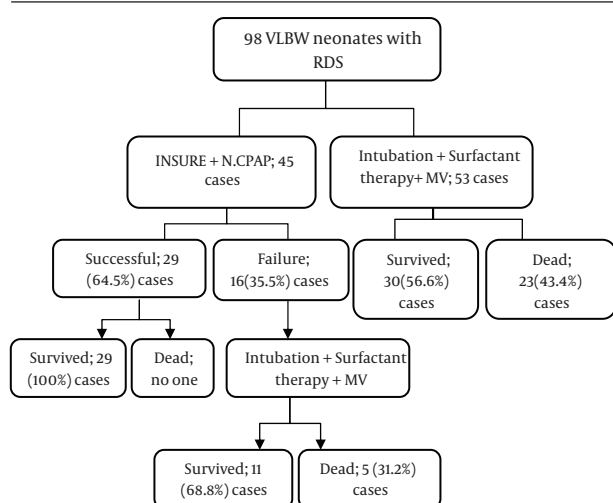 98 VLBW neonates with
RDS
INSURE + N.CPAP; 45
cases
Intubation + Surfactant
therapy+ MV; 53 cases
Successful; 29
(64.5%) cases
Failure;
16(35.5%) cases
Survived;
30(56.6%)
cases
Dead;
23(43.4%)
cases
Survived; 29
(100%) cases
Dead;
no one
Intubation + Surfactant
therapy + MV
Survived; 11
(68.8%) cases
Dead; 5 (31.2%)
cases